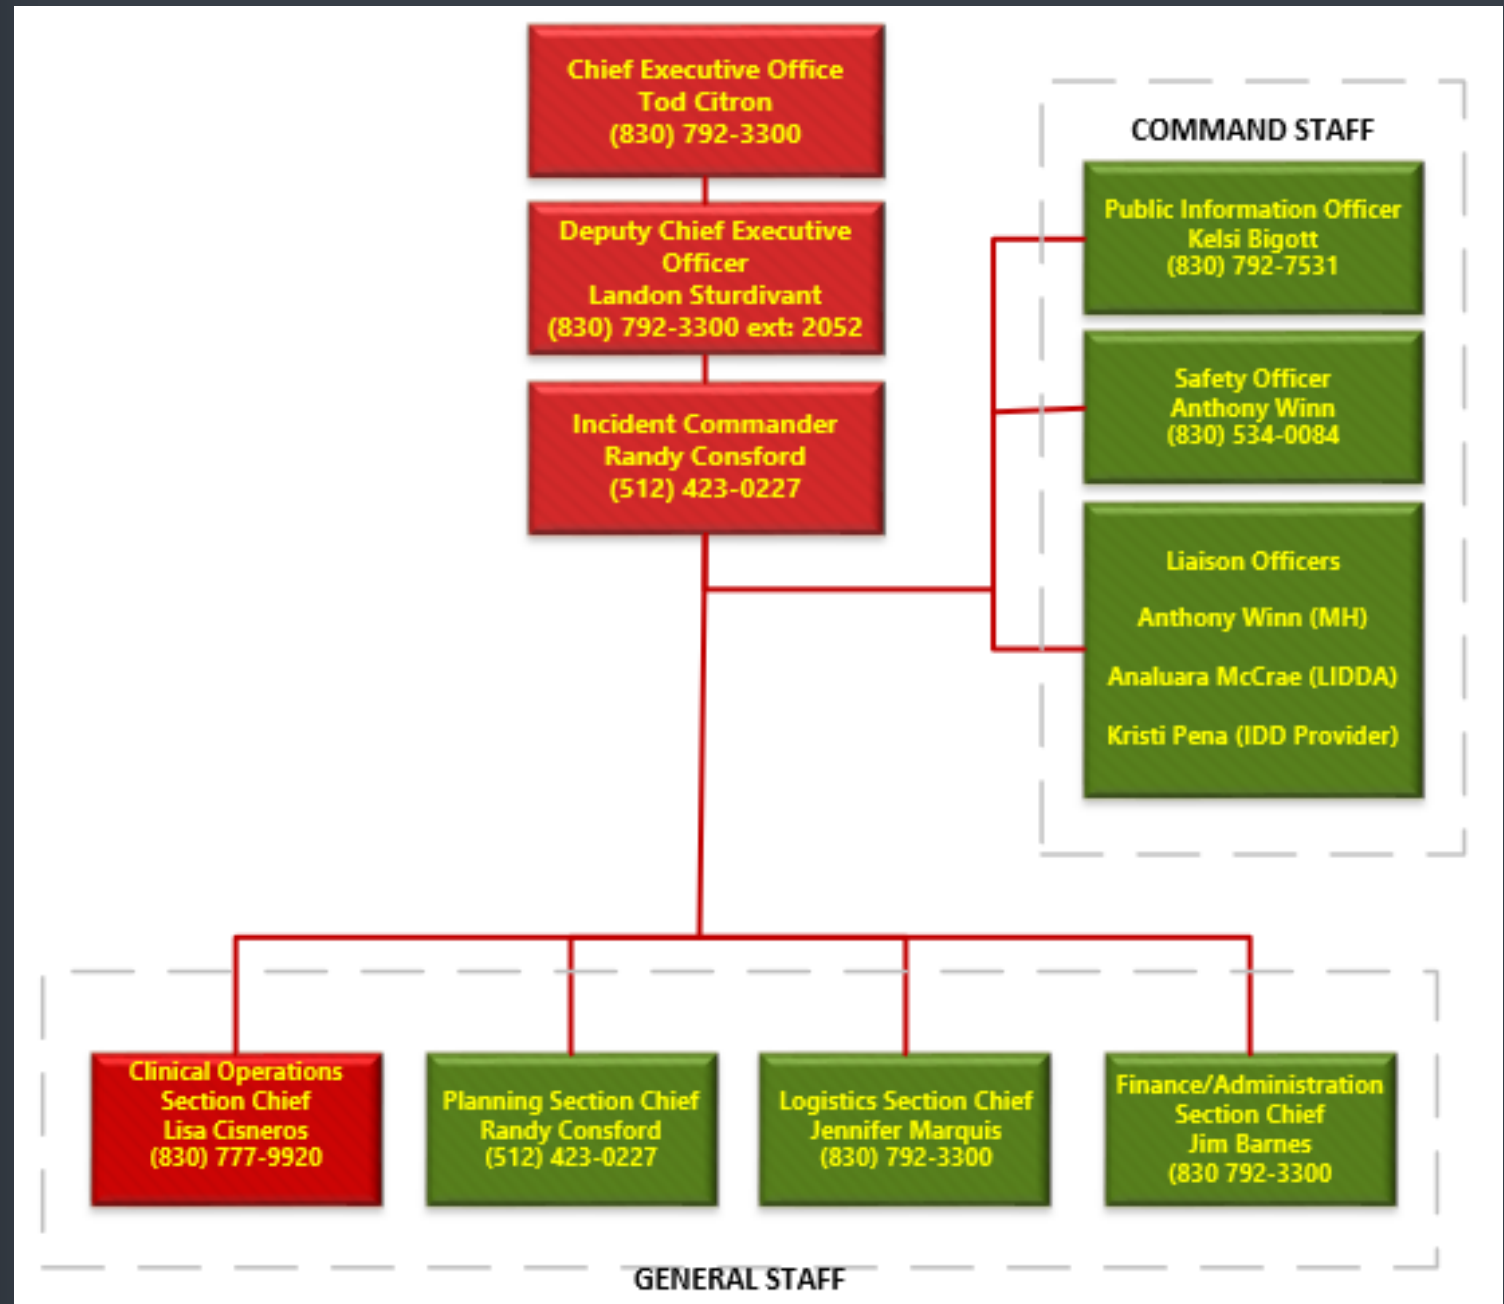 Chief Executive Office
Tod Citron
(830) 792-3300
Deputy Chief Executive
Officer
Landon Sturdivant
(830) 792-3300 ext: 2052
Incident Commander
Randy Consford
(512) 423-0227
COMMAND STAFF
Public Information Officer
Kelsi Bigott
(830) 792-7531
Safety Officer
Anthony Winn
(830) 534-0084
Liaison Officers
Anthony Winn (MH)
Analuara McCrae (LIDDA)
Kristi Pena (IDD Provider)
Clinical Operations
Section Chief
Lisa Cisneros
(830) 777-9920
Planning Section Chief
Randy Consford
(512) 423-0227
Logistics Section Chief
Jennifer Marquis
(830) 792-3300
Finance/Administration
Section Chief
Jim Barnes
(830 792-3300
GENERAL STAFF